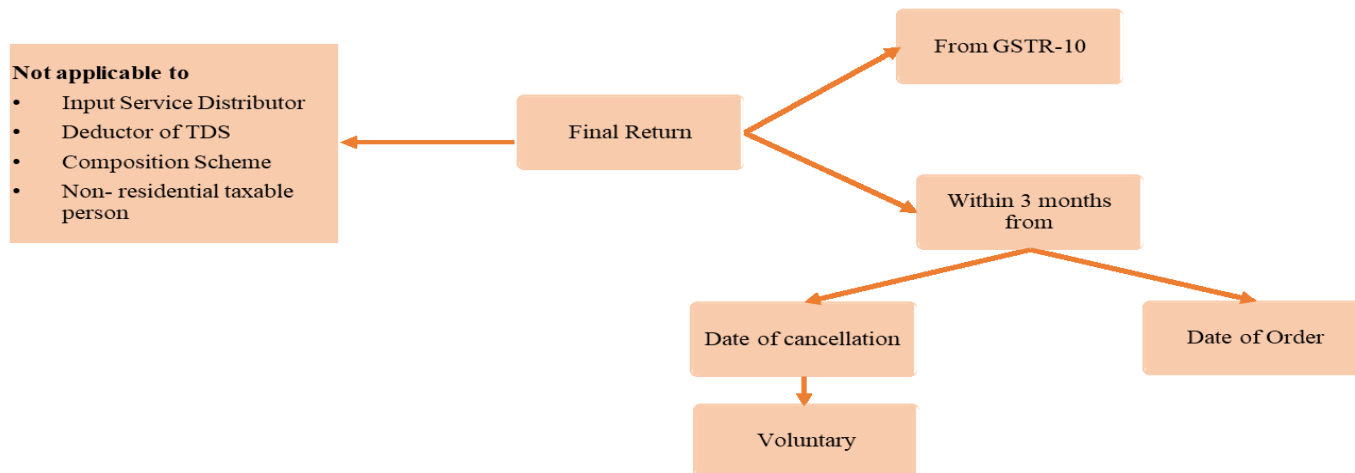 Not applicable to
• Input Service Distributor
• Deductor of TDS
• Composition Scheme
• Non- residential taxable
person
Final Return
From GSTR-10
Within 3 months
from
Date of cancellation
Date of Order
Voluntary